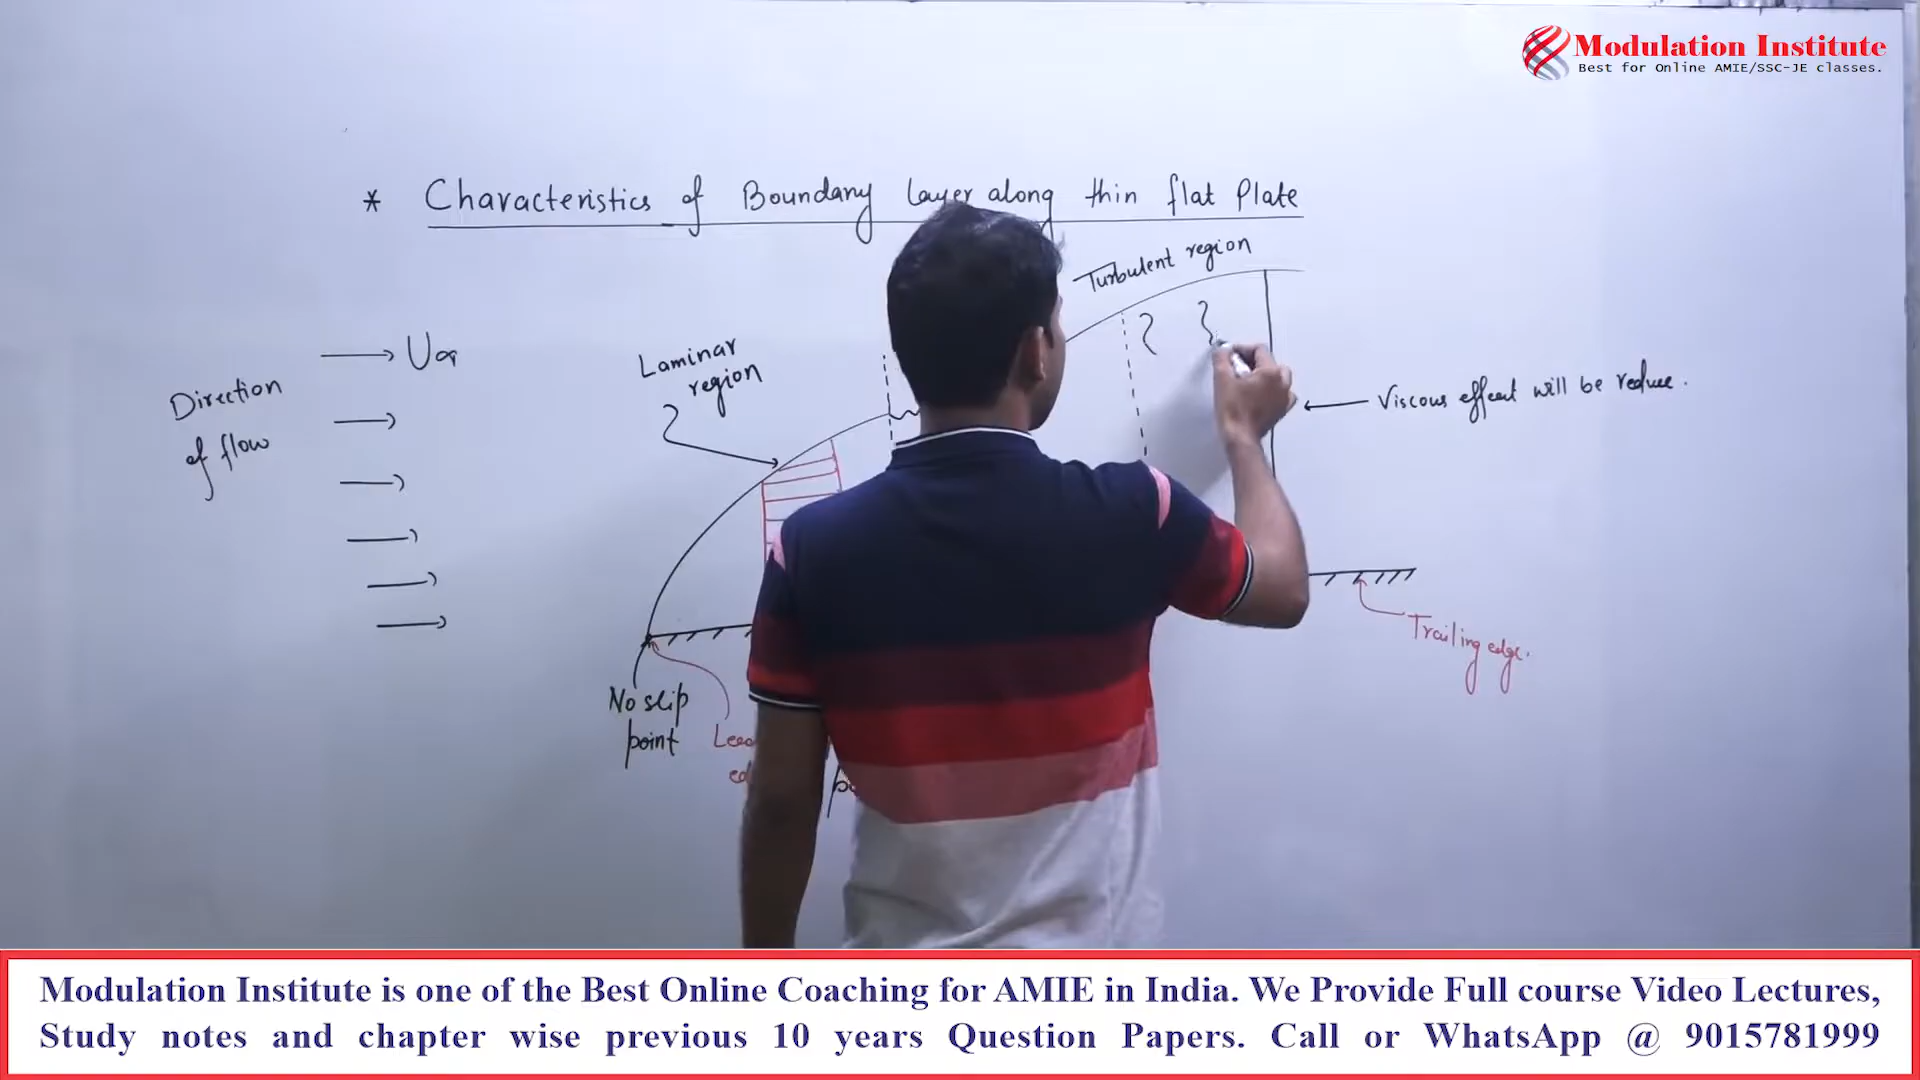 Modulation Institute
Best for Online AMIE/SSC-JE classes.
* Characteristics of Boundary layer along thin flat Plate
Turbulent region
Laminar
region
U∝
Direction
of flow
Viscous effect will be reduce.
Trailing edge.
No slip
point
Modulation Institute is one of the Best Online Coaching for AMIE in India. We Provide Full course Video Lectures,
Study notes and chapter wise previous 10 years Question Papers. Call or WhatsApp @ 9015781999